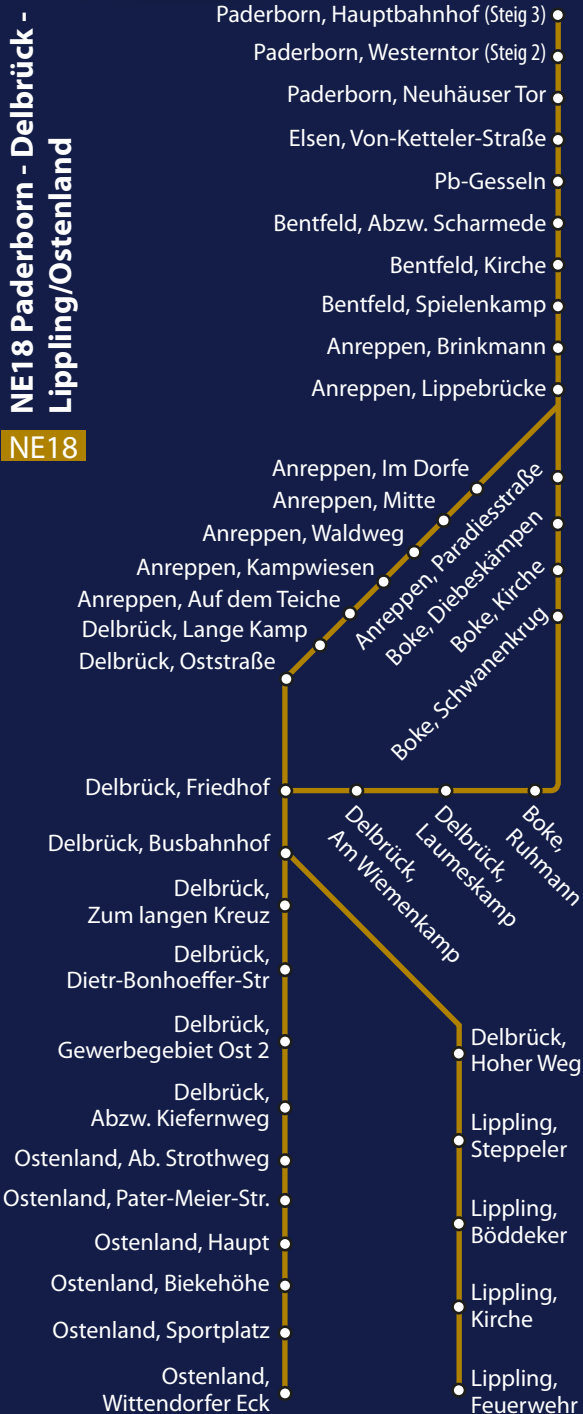 NE18 Paderborn - Delbrück -
Lippling/Ostenland
NE18
Paderborn, Hauptbahnhof (Steig 3)
Paderborn, Westerntor (Steig 2)
Paderborn, Neuhäuser Tor
Elsen, Von-Ketteler-Straße
Pb-Gesseln
Bentfeld, Abzw. Scharmede
Bentfeld, Kirche
Bentfeld, Spielenkamp
Anreppen, Brinkmann
Anreppen, Lippebrücke
Anreppen, Im Dorfe
Anreppen, Mitte
Anreppen, Waldweg
Anreppen, Kampwiesen
Anreppen, Auf dem Teiche
Delbrück, Lange Kamp
Delbrück, Oststraße
Anreppen, Paradiesstraße
Boke, Diebeskämpen
Boke, Kirche
Boke, Schwanenkrug
Boke,
Ruhmann
Delbrück,
Laumeskamp
Delbrück,
Am Wiemenkamp
Delbrück, Friedhof
Delbrück, Busbahnhof
Delbrück,
Zum langen Kreuz
Delbrück,
Dietr-Bonhoeffer-Str
Delbrück,
Gewerbegebiet Ost 2
Delbrück,
Abzw. Kiefernweg
Ostenland, Ab. Strothweg
Ostenland, Pater-Meier-Str.
Ostenland, Haupt
Ostenland, Biekehöhe
Ostenland, Sportplatz
Ostenland,
Wittendorfer Eck
Delbrück,
Hoher Weg
Lippling,
Steppeler
Lippling,
Böddeker
Lippling,
Kirche
Lippling,
Feuerwehr